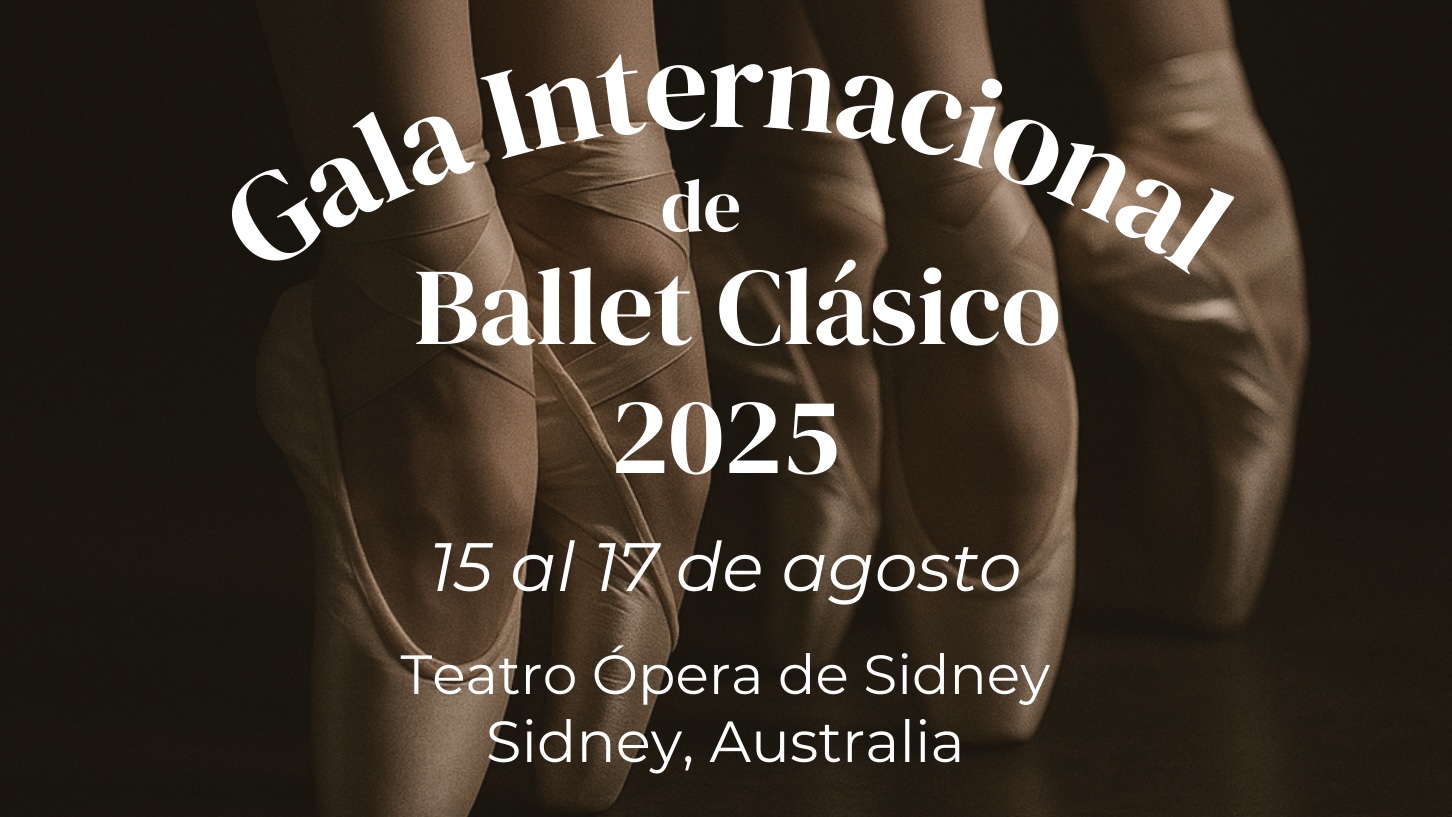 Gala Internacional
de
Ballet Clásico
2025
15 al 17 de agosto
Teatro Ópera de Sidney
Sidney, Australia